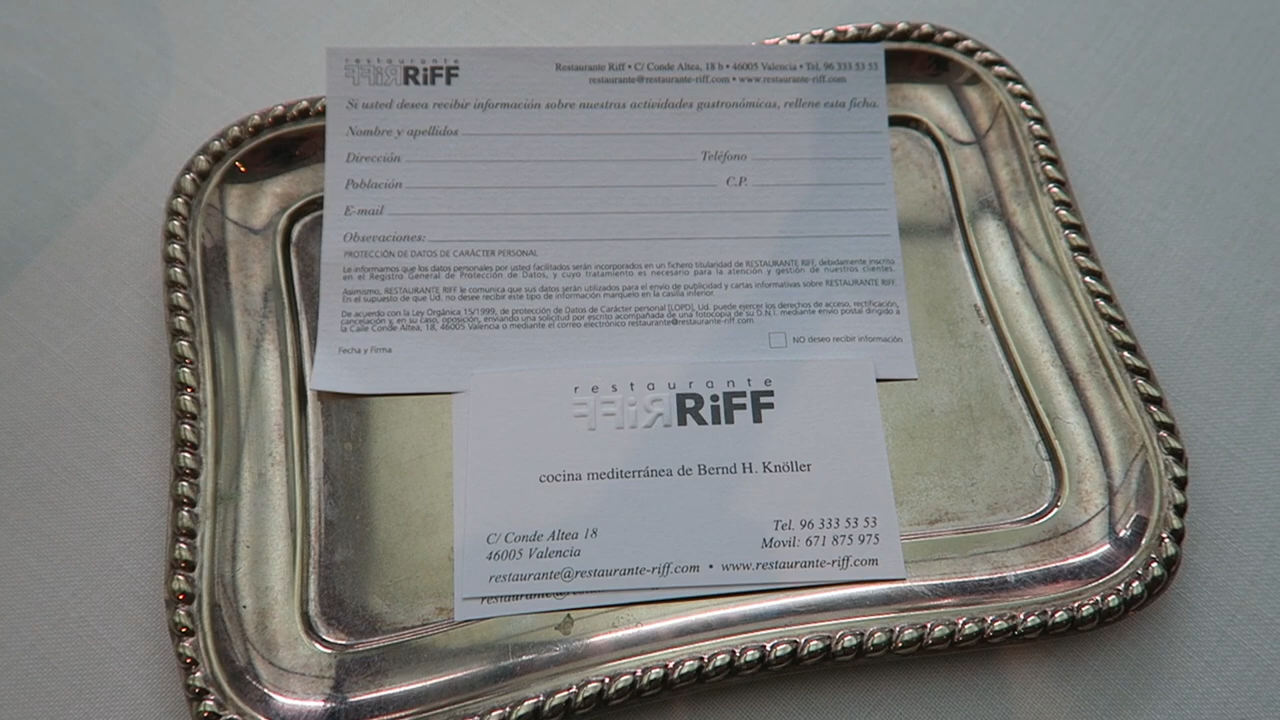 restaurante
RiFF RiFF
Restaurante Riff • C/ Conde Altea, 18 b • 46005 Valencia • Tel. 96 333 53 53
restaurante@restaurante-riff.com • www.restaurante-riff.com
Si usted desea recibir información sobre nuestras actividades gastronómicas, rellene esta ficha.
Nombre y apellidos
Dirección Teléfono
Población C.P.
E-mail
Obsevaciones:
PROTECCIÓN DE DATOS DE CARÁCTER PERSONAL
Le informamos que los datos personales por usted facilitados serán incorporados en un fichero titularidad de RESTAURANTE RIFF, debidamente inscrito
en el Registro General de Protección de Datos, y cuyo tratamiento es necesario para la atención y gestión de nuestros clientes.
Asimismo, RESTAURANTE RIFF le comunica que sus datos serán utilizados para el envío de publicidad y cartas informativas sobre RESTAURANTE RIFF.
En el supuesto de que Ud. no desee recibir este tipo de información marquelo en la casilla inferior.
De acuerdo con la Ley Orgánica 15/1999, de protección de Datos de Carácter personal [LOPD], Ud. puede ejercer los derechos de acceso, rectificación,
cancelación y, en su caso, oposición, enviando una solicitud por escrito acompañada de una fotocopia de su D.N.I. mediante envío postal dirigido a
la Calle Conde Altea, 18, 46005 Valencia o mediante el correo electrónico restaurante@restaurante-riff.com.
NO deseo recibir información
Fecha y Firma
restaurante
RiFF RiFF
cocina mediterránea de Bernd H. Knöller
C/ Conde Altea 18
46005 Valencia
Tel. 96 333 53 53
Movil: 671 875 975
restaurante@restaurante-riff.com • www.restaurante-riff.com